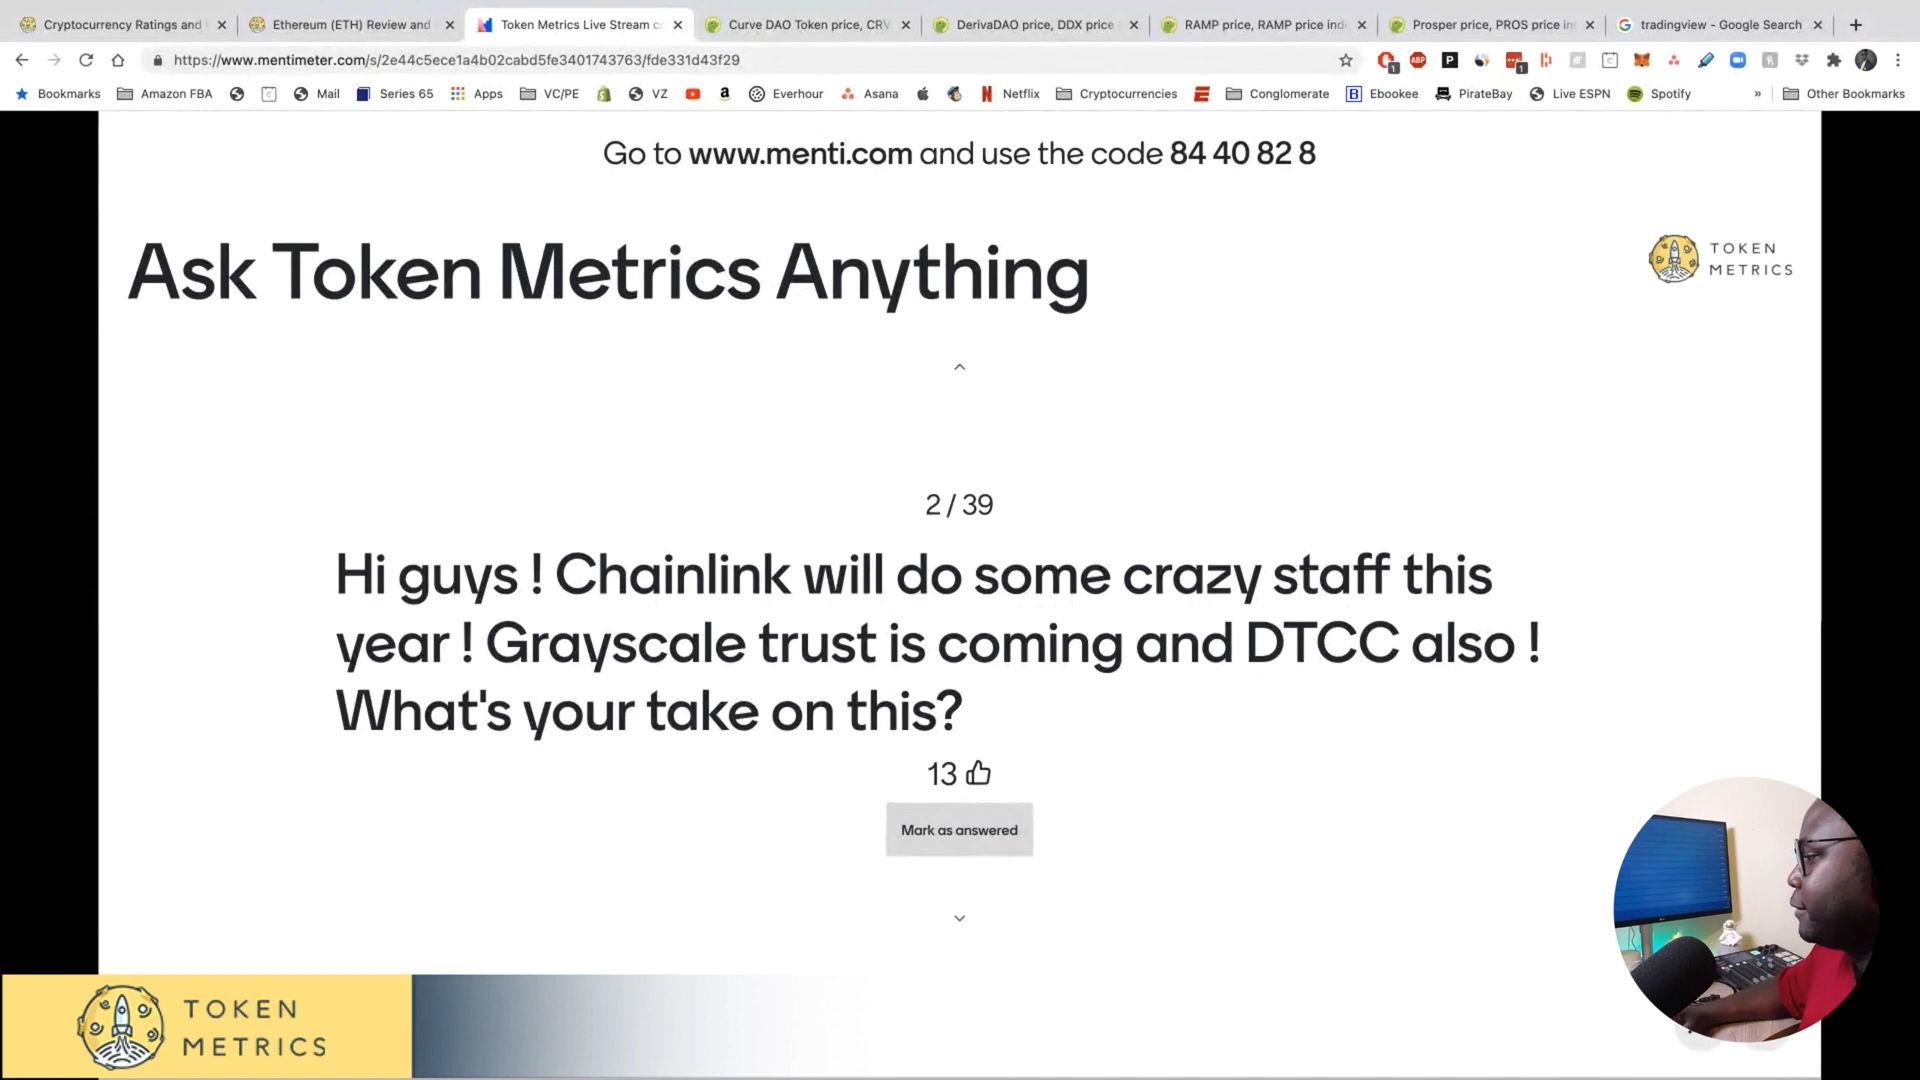 Cryptocurrency Ratings and
Ethereum (ETH) Review and
Token Metrics Live Stream co
Curve DAO Token price, CRV
DerivaDAO price, DDX price
RAMP price, RAMP price inde
Prosper price, PROS price in
tradingview - Google Search
https://www.mentimeter.com/s/2e44c5ece1a4b02cabd5fe3401743763/fde331d43f29
1
ABP
P
1
Bookmarks
Amazon FBA
Mail
Series 65
Apps
VC/PE
VZ
Everhour
Asana
Netflix
Cryptocurrencies
Conglomerate
Ebookee
PirateBay
Live ESPN
Spotify
»
Other Bookmarks
Go to www.menti.com and use the code 84 40 82 8
Ask Token Metrics Anything
TOKEN
METRICS
2 / 39
Hi guys ! Chainlink will do some crazy staff this
year ! Grayscale trust is coming and DTCC also !
What's your take on this?
13
Mark as answered
TOKEN
METRICS